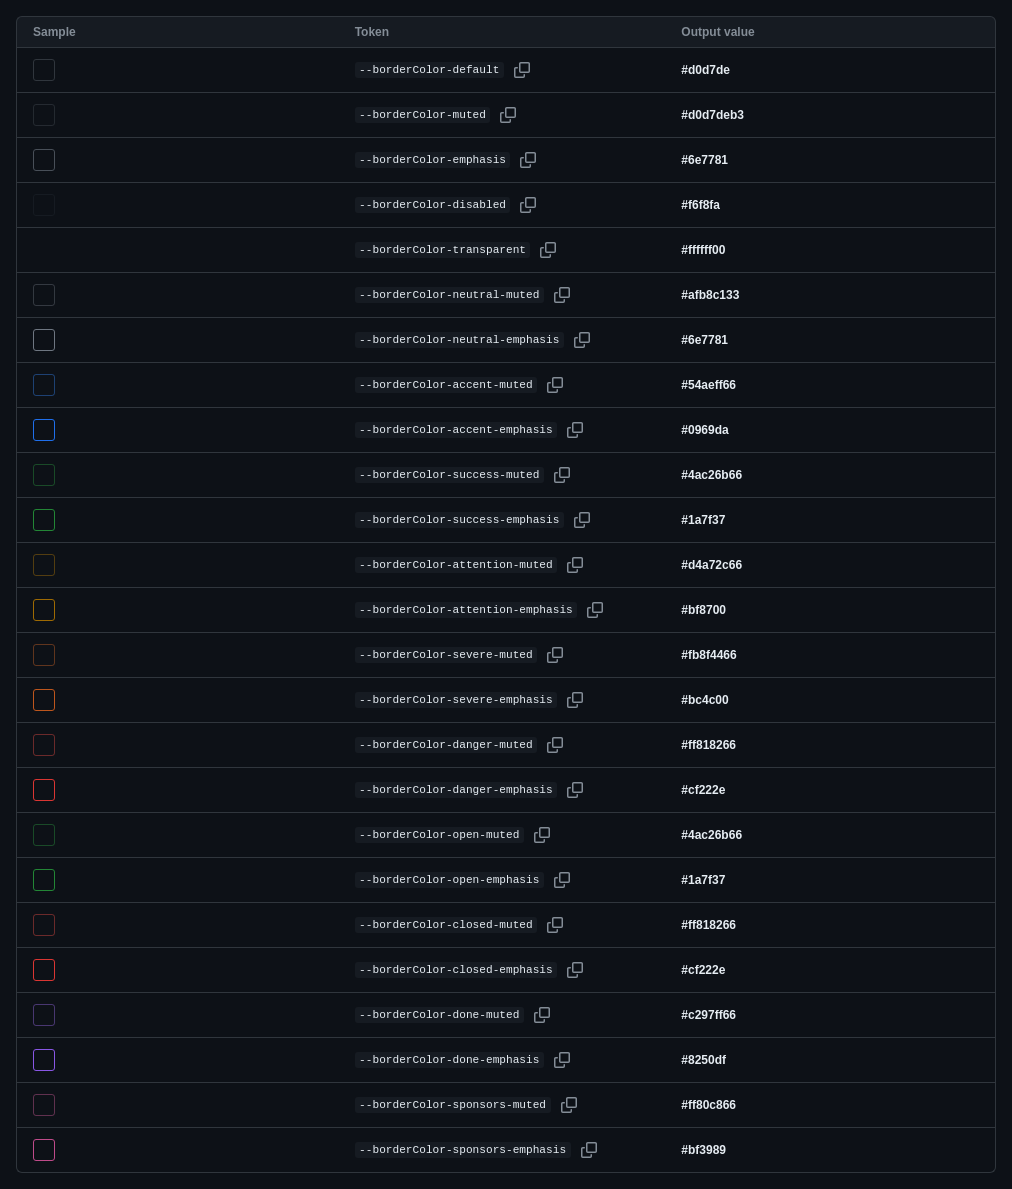 Sample Token Output value
--borderColor-default #d0d7de
--borderColor-muted #d0d7deb3
--borderColor-emphasis #6e7781
--borderColor-disabled #f6f8fa
--borderColor-transparent #ffffff00
--borderColor-neutral-muted #afb8c133
--borderColor-neutral-emphasis #6e7781
--borderColor-accent-muted #54aeff66
--borderColor-accent-emphasis #0969da
--borderColor-success-muted #4ac26b66
--borderColor-success-emphasis #1a7f37
--borderColor-attention-muted #d4a72c66
--borderColor-attention-emphasis #bf8700
--borderColor-severe-muted #fb8f4466
--borderColor-severe-emphasis #bc4c00
--borderColor-danger-muted #ff818266
--borderColor-danger-emphasis #cf222e
--borderColor-open-muted #4ac26b66
--borderColor-open-emphasis #1a7f37
--borderColor-closed-muted #ff818266
--borderColor-closed-emphasis #cf222e
--borderColor-done-muted #c297ff66
--borderColor-done-emphasis #8250df
--borderColor-sponsors-muted #ff80c866
--borderColor-sponsors-emphasis #bf3989